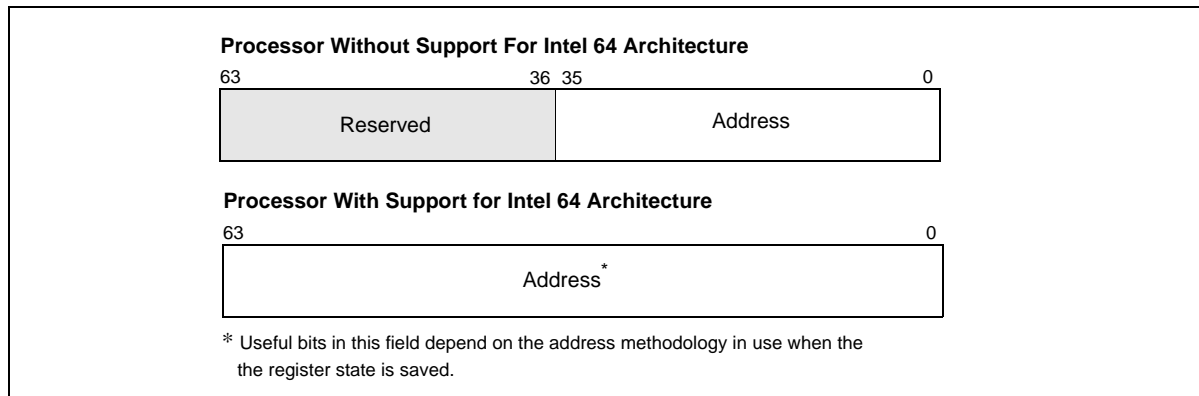 Processor Without Support For Intel 64 Architecture
63 36 35 0
Reserved Address
Processor With Support for Intel 64 Architecture
63 0
Address*
* Useful bits in this field depend on the address methodology in use when the
the register state is saved.